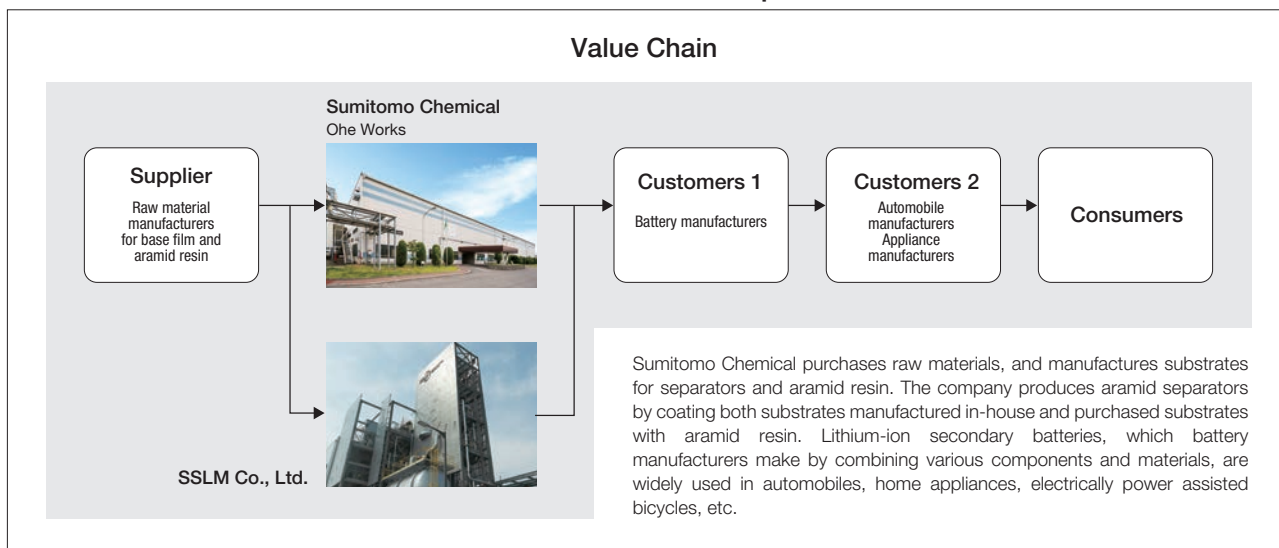 Value Chain
Sumitomo Chemical
Ohe Works
Supplier
Raw material
manufacturers
for base film and
aramid resin
Customers 1
Battery manufacturers
Customers 2
Automobile
manufacturers
Appliance
manufacturers
Consumers
SSLM Co., Ltd.
Sumitomo Chemical purchases raw materials, and manufactures substrates
for separators and aramid resin. The company produces aramid separators
by coating both substrates manufactured in-house and purchased substrates
with aramid resin. Lithium-ion secondary batteries, which battery
manufacturers make by combining various components and materials, are
widely used in automobiles, home appliances, electrically power assisted
bicycles, etc.